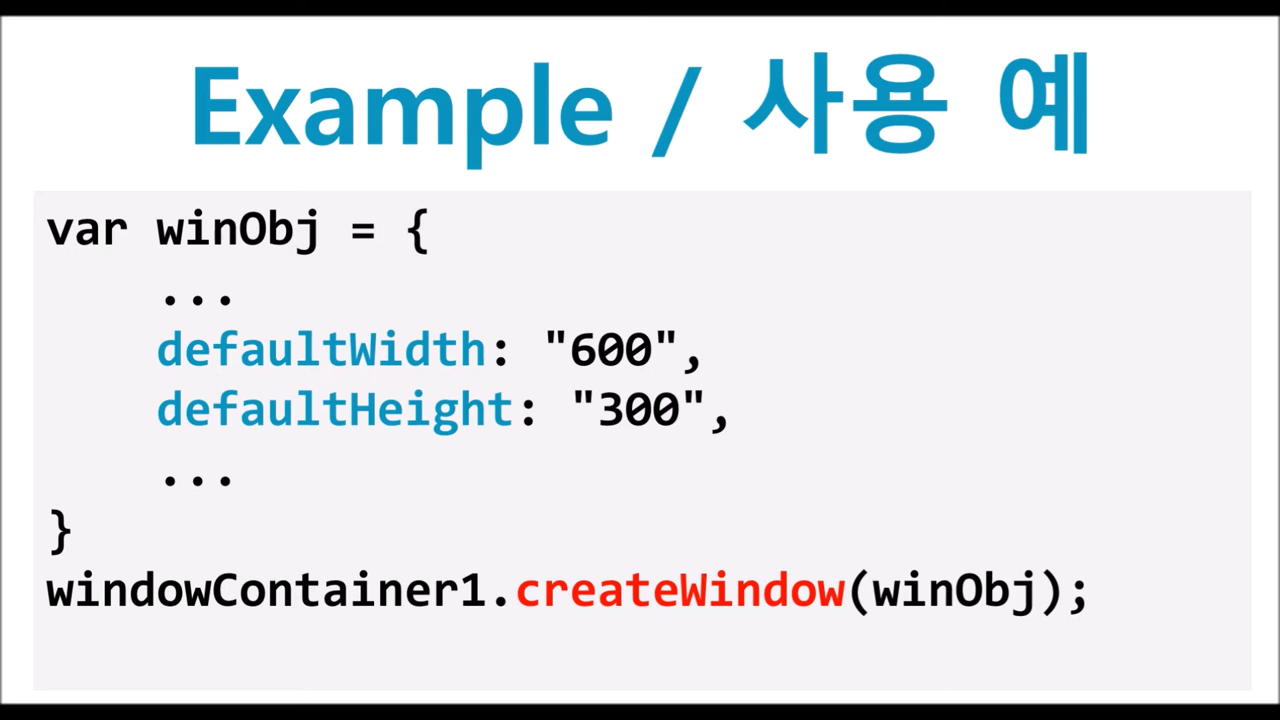 Example / 사용 예
var winObj = {
...
defaultWidth: "600",
defaultHeight: "300",
...
}
windowContainer1.createWindow(winObj);